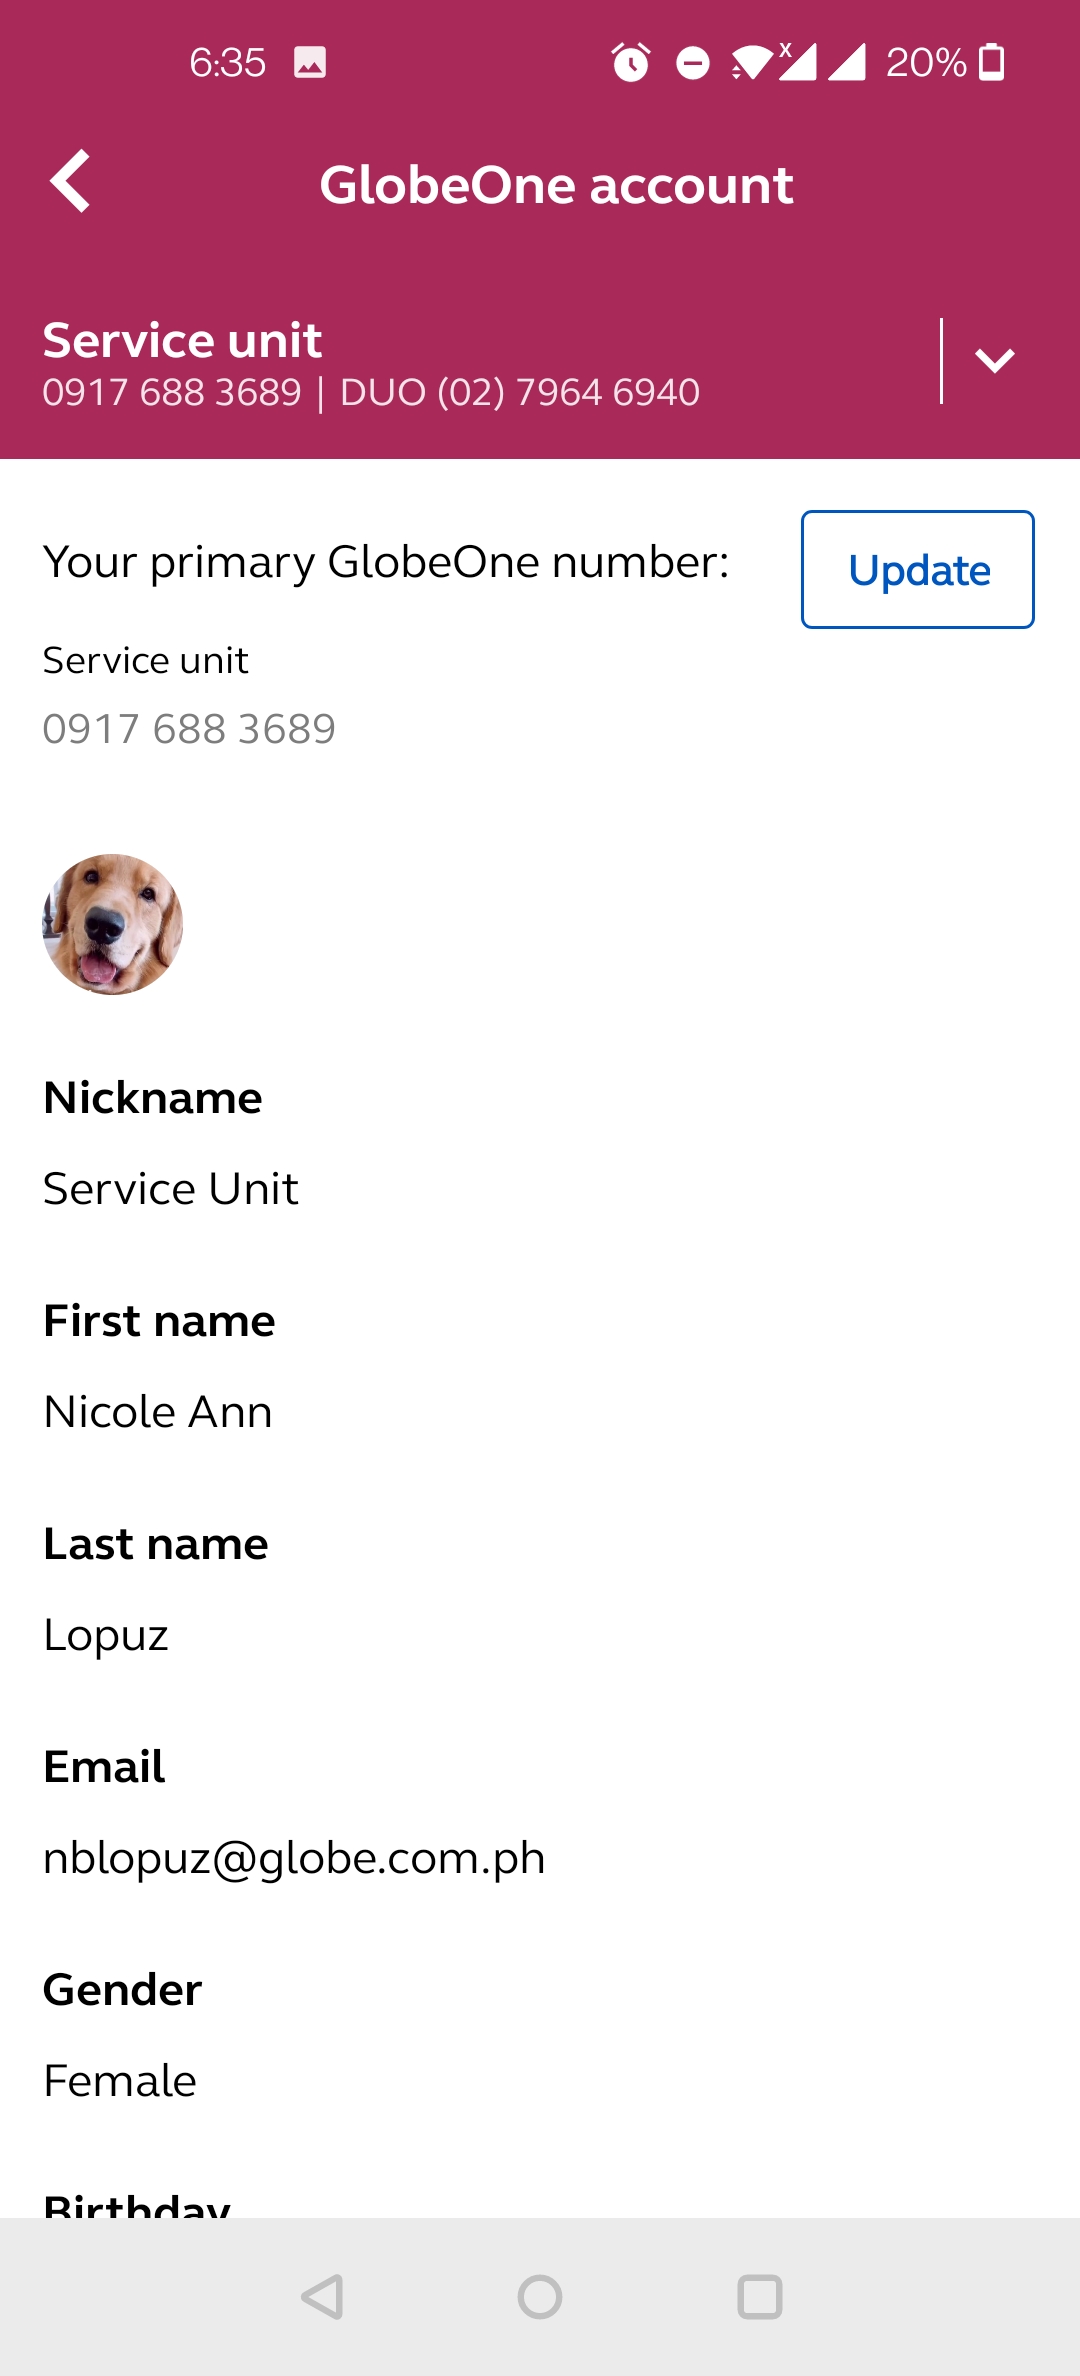 6:35
20%
GlobeOne account
Service unit
0917 688 3689 | DUO (02) 7964 6940
Your primary GlobeOne number:
Update
Service unit
0917 688 3689
Nickname
Service Unit
First name
Nicole Ann
Last name
Lopuz
Email
nblopuz@globe.com.ph
Gender
Female
Birthday